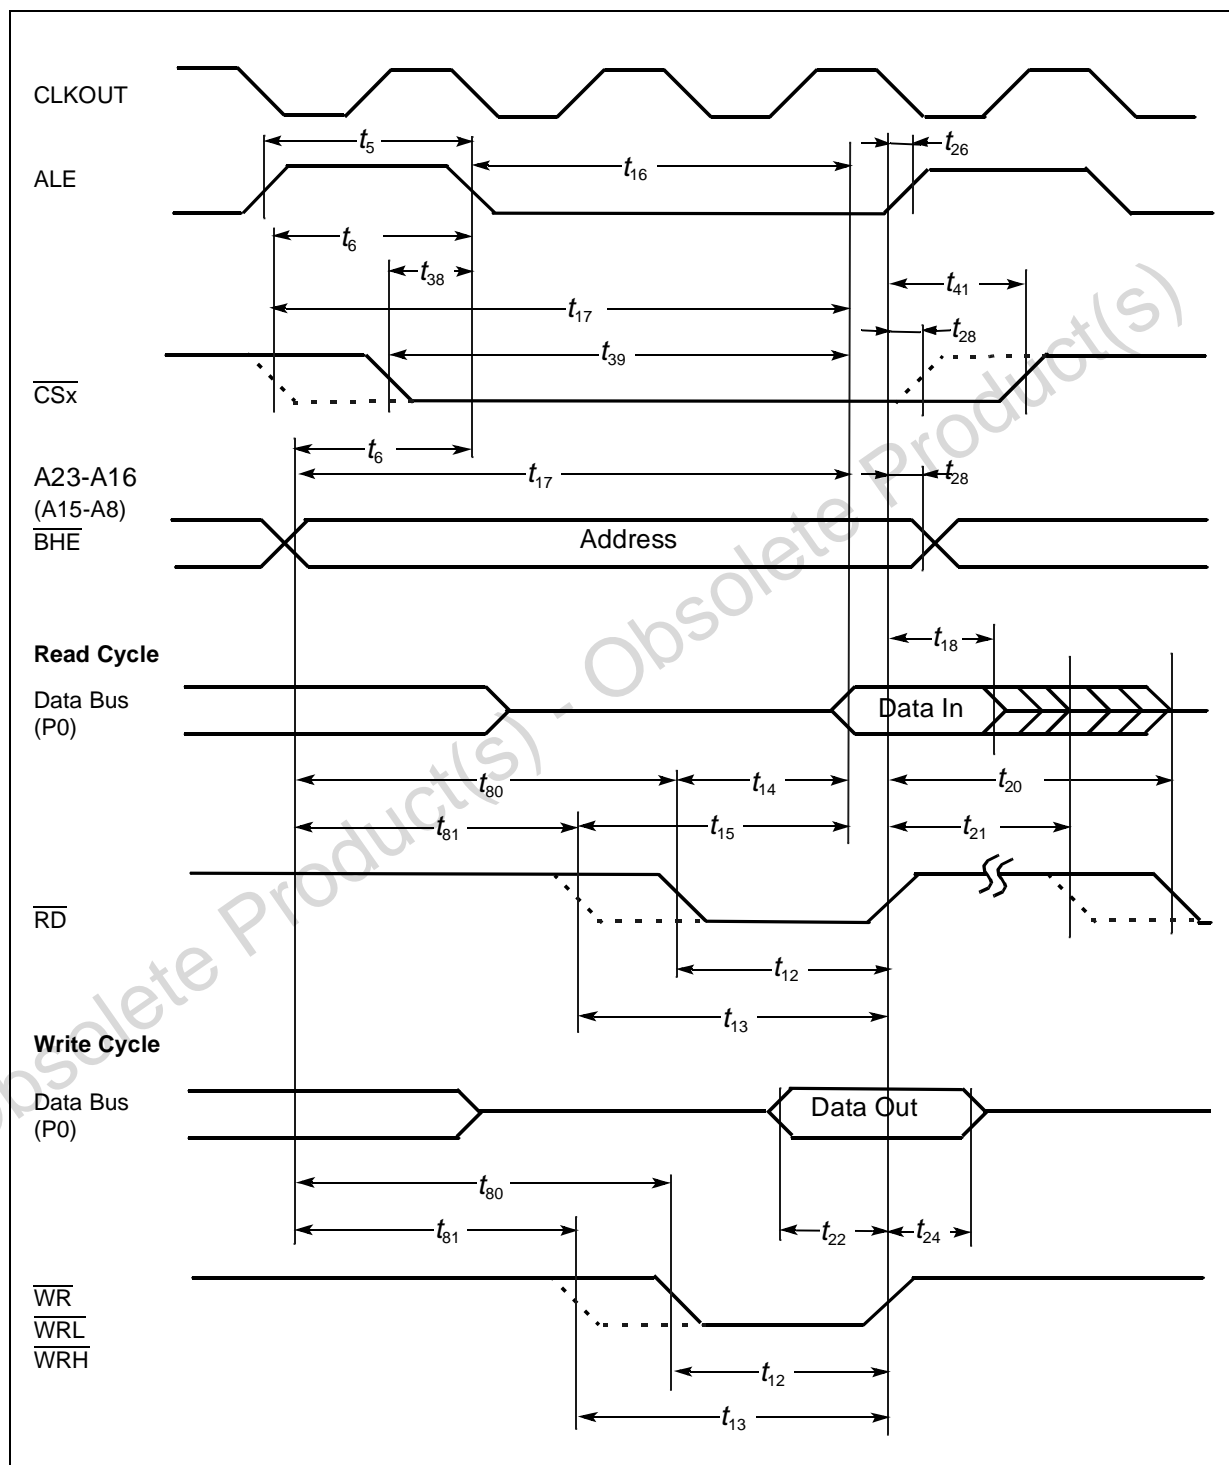 CLKOUT
t5
t26
ALE
t16
t6
t38
t41
t17
t28
t39
CSx
t6
A23-A16
t17
t28
(A15-A8)
BHE
Address
t18
Read Cycle
Data Bus
(P0)
Data In
t80
t14
t20
t81
t15
t21
RD
t12
t13
Write Cycle
Data Bus
(P0)
Data Out
t80
t81
t22
t24
WR
WRL
WRH
t12
t13
Obsolete Product(s) - Obsolete Product(s)